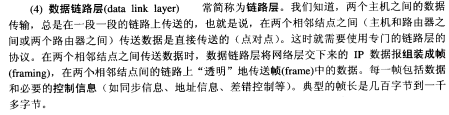 (4) 数据链路层(data link layer) 常简称为链路层。我们知道，两个主机之间的数据
传输，总是在一段一段的链路上传送的，也就是说，在两个相邻结点之间（主机和路由器之
间或两个路由器之间）传送数据是直接传送的（点对点）。这时就需要使用专门的链路层的
协议。在两个相邻结点之间传送数据时，数据链路层将网络层交下来的 IP 数据报组装成帧
(framing)，在两个相邻结点间的链路上“透明”地传送帧(frame)中的数据。每一帧包括数据
和必要的控制信息（如同步信息、地址信息、差错控制等）。典型的帧长是几百字节到一千
多字节。